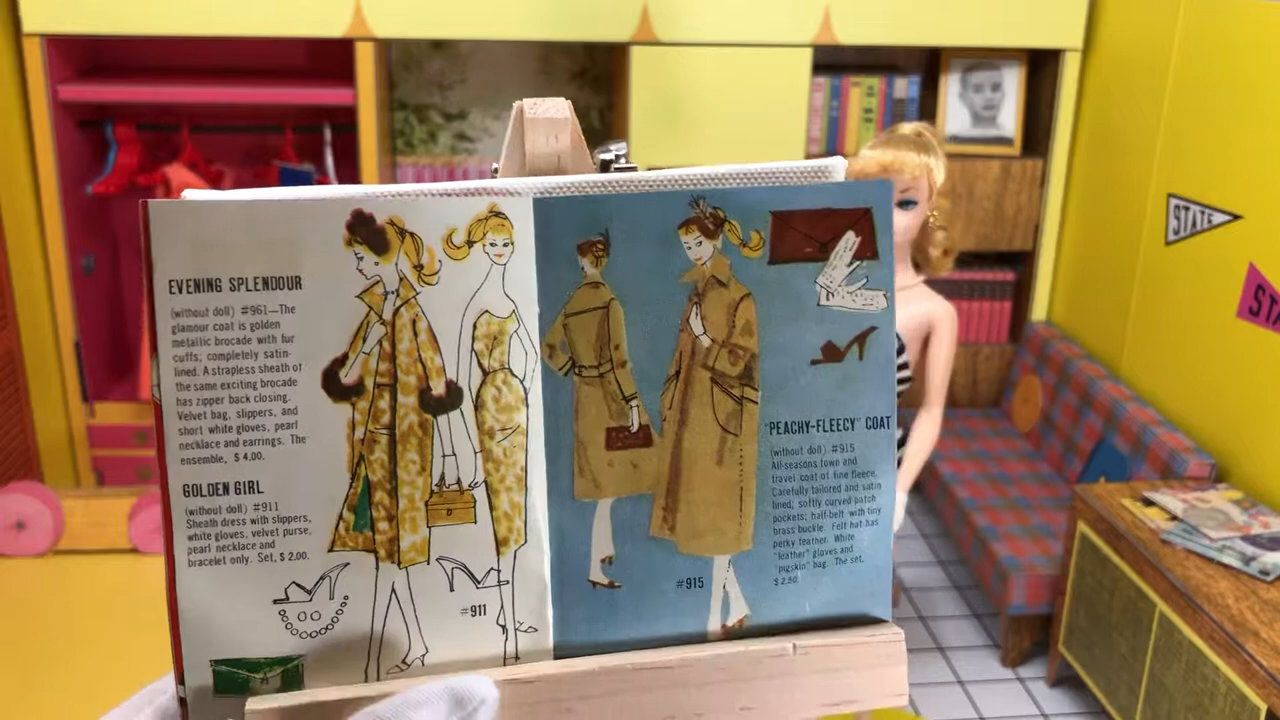 EVENING SPLENDOUR
(without doll) #961—The
glamour coat is golden
metallic brocade with fur
cuffs; completely satin-
lined. A strapless sheath of
the same exciting brocade
has zipper back closing.
Velvet bag, slippers, and
short white gloves, pearl
necklace and earrings. The
ensemble, $4.00.
GOLDEN GIRL
(without doll) #911
Sheath dress with slippers,
white gloves, velvet purse,
pearl necklace and
bracelet only. Set, $2.00.
#911
"PEACHY-FLEECY" COAT
(without doll) #915
All-seasons town and
travel coat of fine fleece.
Carefully tailored and satin
lined; softly curved patch
pockets; half-belt with tiny
brass buckle. Felt hat has
perky feather. White
"leather" gloves and
"pigskin" bag. The set,
$2.50.
#915
STATE
STA